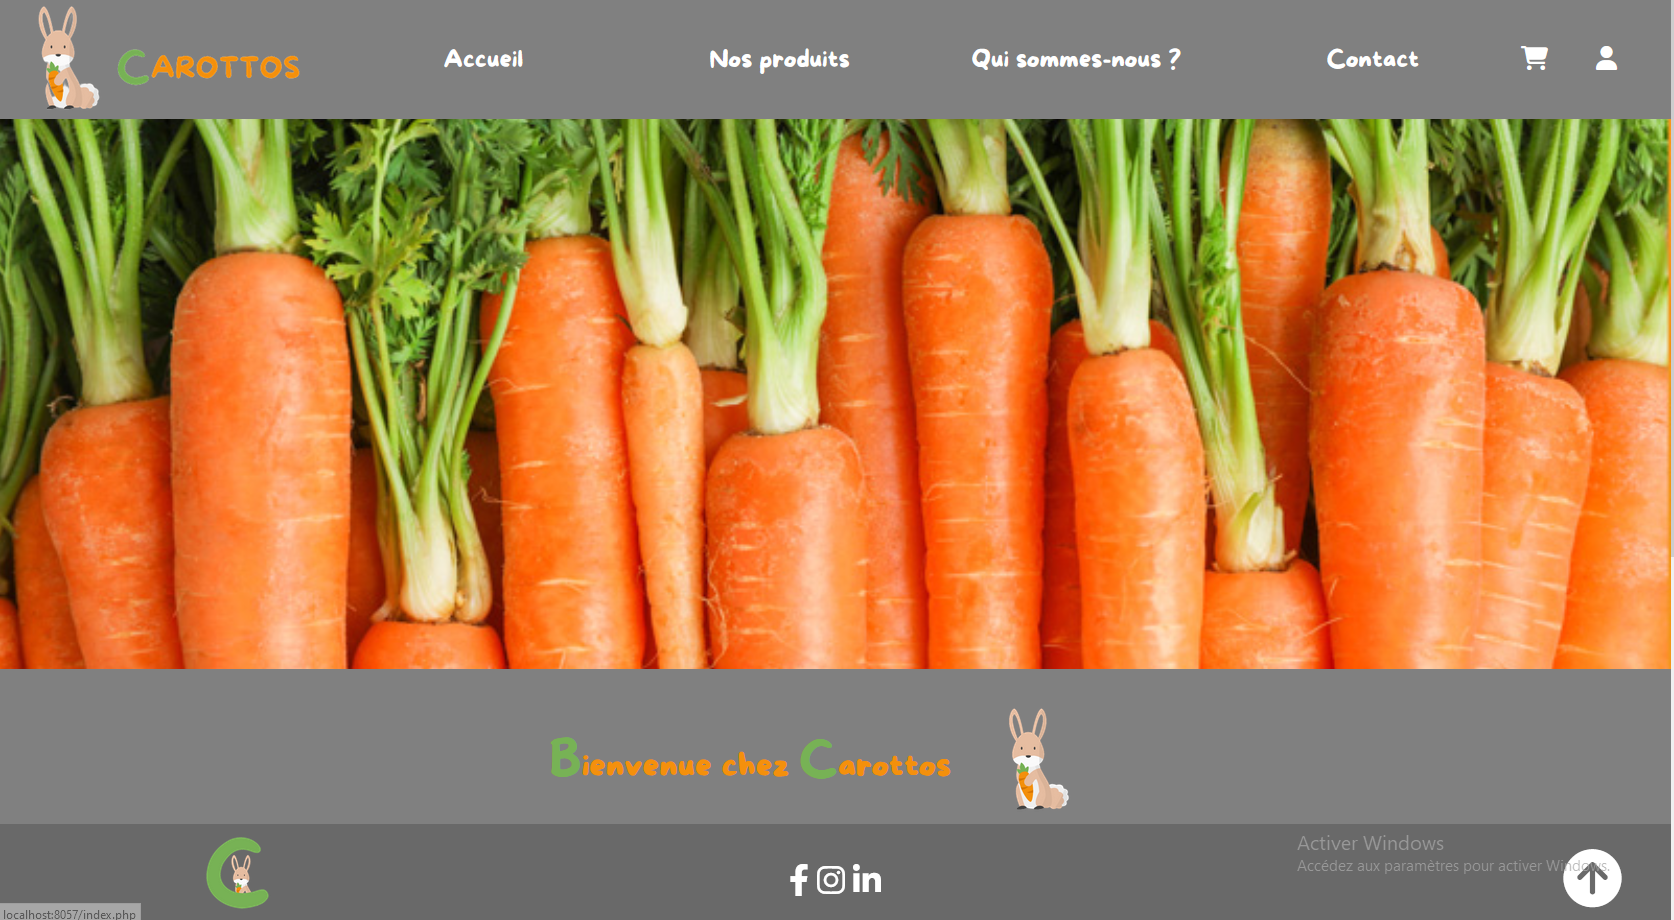 CAROTTOS
Accueil
Nos produits
Qui sommes-nous ?
Contact
Bienvenue chez Carottos
C
Activer Windows
Accédez aux paramètres pour activer Windows.
localhost:8057/index.php